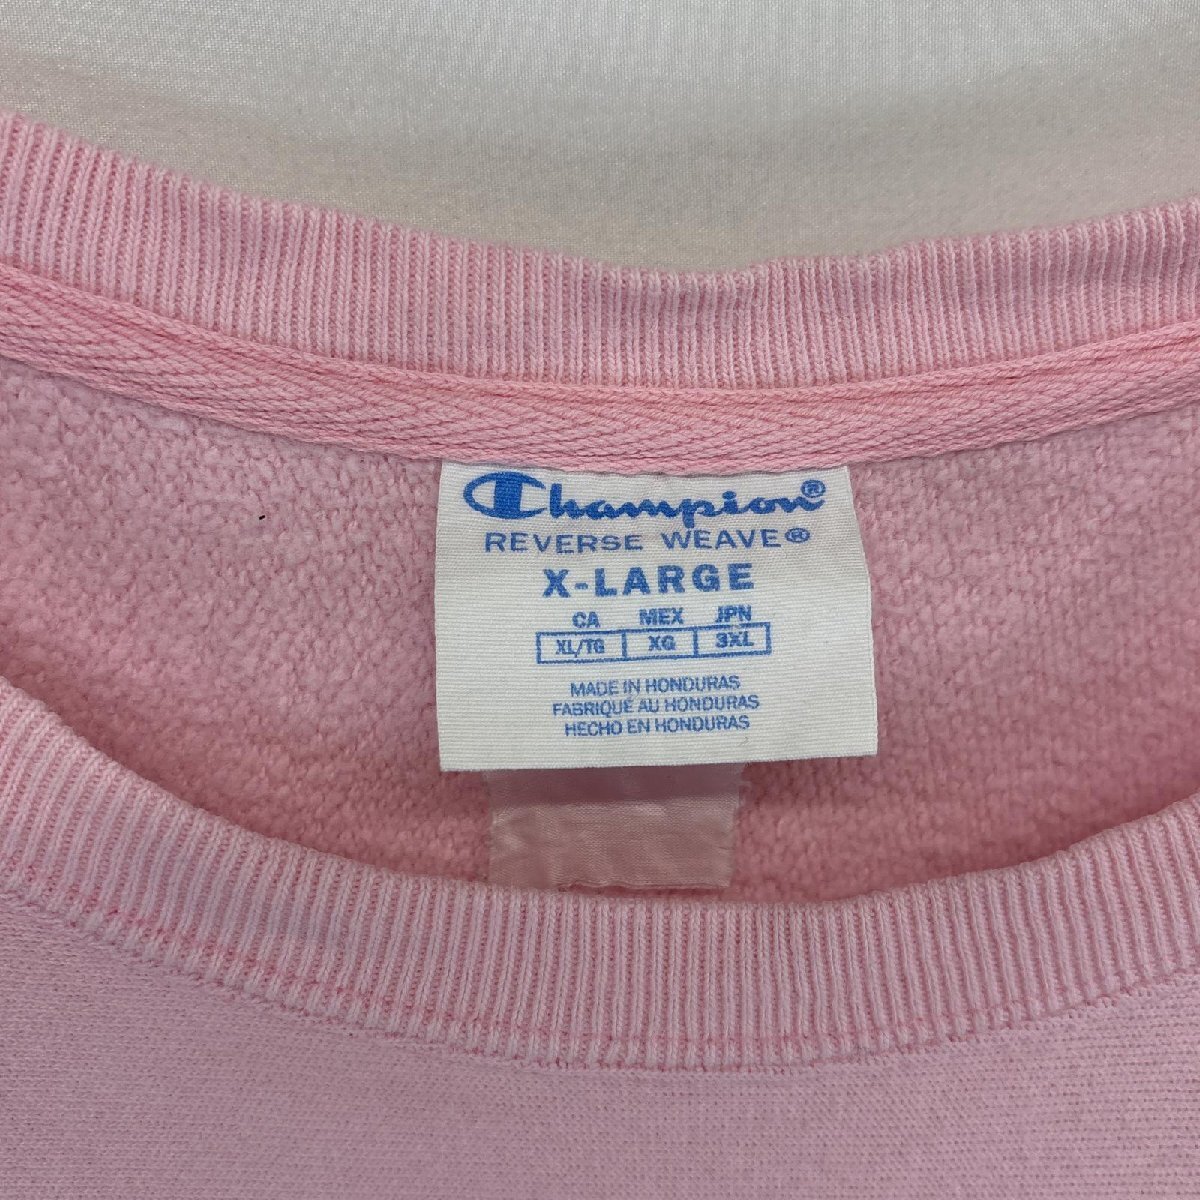 Champion®
REVERSE WEAVE®
X-LARGE
CA MEX JPN
XL/TG XG 3XL
MADE IN HONDURAS
FABRIQUÉ AU HONDURAS
HECHO EN HONDURAS